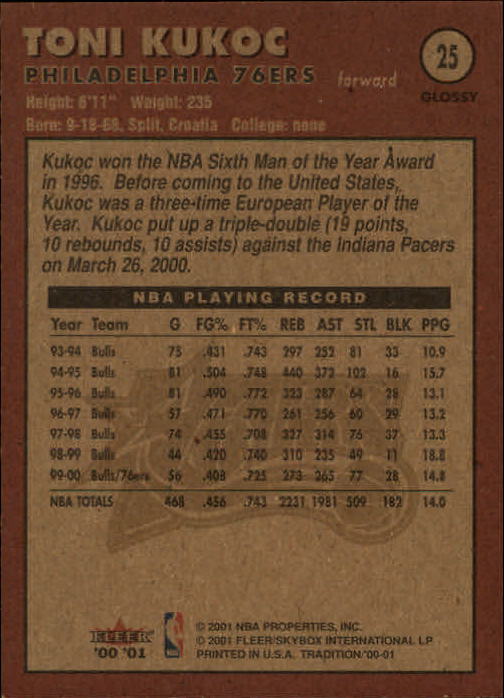 TONI KUKOC
25
PHILADELPHIA 76ERS forward
GLOSSY
Height: 6'11" Weight: 235
Born: 9-18-68, Split, Croatia College: none
Kukoc won the NBA Sixth Man of the Year Award
in 1996. Before coming to the United States,
Kukoc was a three-time European Player of the
Year. Kukoc put up a triple-double (19 points,
10 rebounds, 10 assists) against the Indiana Pacers
on March 26, 2000.
NBA PLAYING RECORD
Year Team G FG% FT% REB AST STL BLK PPG
93-94 Bulls 75 .431 .743 297 252 81 33 10.9
94-95 Bulls 81 .504 .748 440 372 102 16 15.7
95-96 Bulls 81 .490 .772 323 287 64 28 13.1
96-97 Bulls 57 .471 .770 261 256 60 29 13.2
97-98 Bulls 74 .455 .708 327 314 76 37 13.3
98-99 Bulls 44 .420 .740 310 235 49 11 18.8
99-00 Bulls/76ers 56 .408 .725 273 265 77 28 14.8
NBA TOTALS 468 .456 .743 2231 1981 509 182 14.0
FLEER
'00 '01
© 2001 NBA PROPERTIES, INC.
© 2001 FLEER/SKYBOX INTERNATIONAL LP
PRINTED IN U.S.A. TRADITION/'00-01